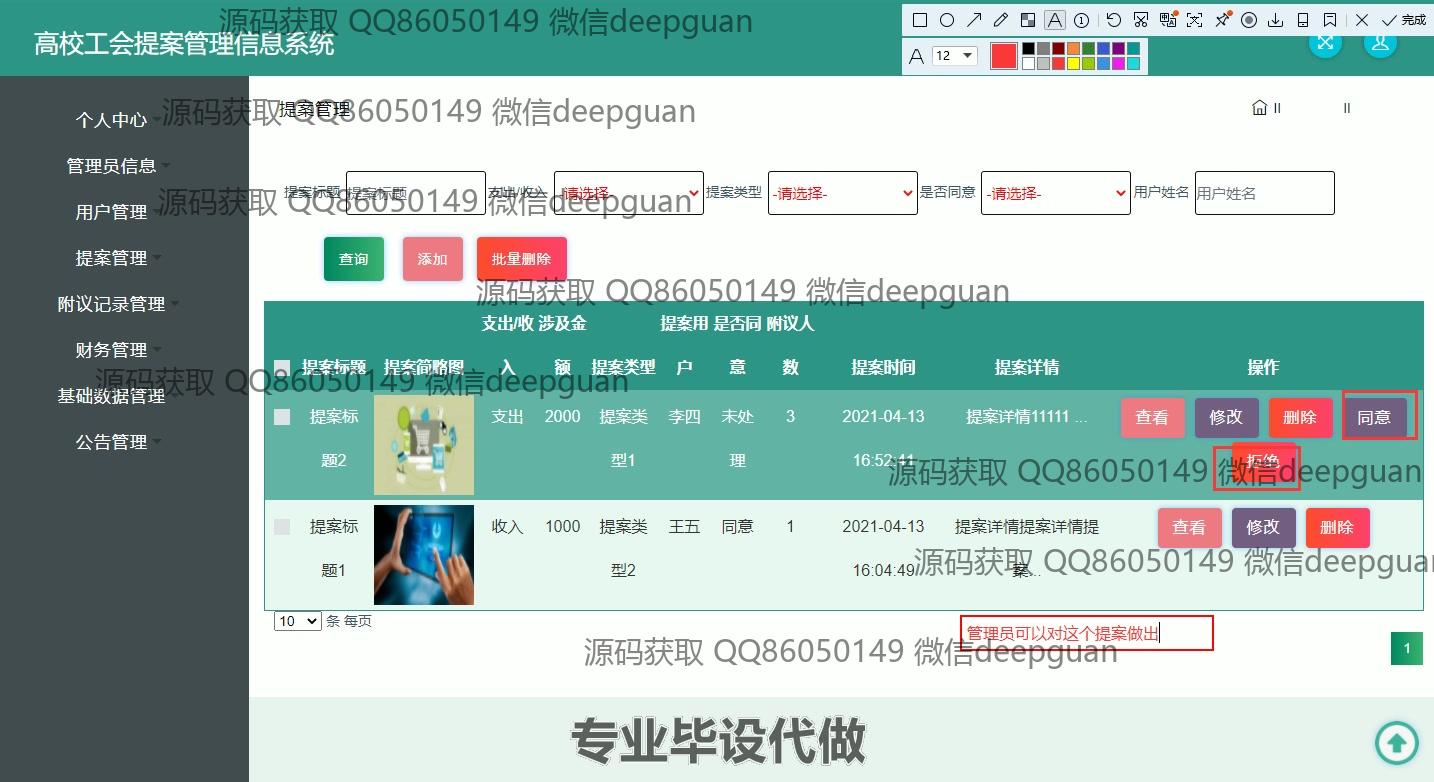 源码获取 QQ86050149 微信deepguan
高校工会提案管理信息系统
A
1
完成
A 12
个人中心
管理员信息
用户管理
提案管理
附议记录管理
财务管理
基础数据管理
公告管理
源码获取 QQ86050149 微信deepguan
提案管理
提案标题 提案标题 支出/收入 -请选择- 提案类型 -请选择- 是否同意 -请选择- 用户姓名 用户姓名
源码获取 QQ86050149 微信deepguan
查询 添加 批量删除
源码获取 QQ86050149 微信deepguan
提案标题 提案简略图 支出/收入 涉及金额 提案类型 提案用户 是否同意 附议人数 提案时间 提案详情 操作
源码获取 QQ86050149 微信deepguan
提案标题2 支出 2000 提案类型1 李四 未处理 3 2021-04-13 16:52:41 提案详情11111 ... 查看 修改 删除 同意
拒绝
源码获取 QQ86050149 微信deepguan
提案标题1 收入 1000 提案类型2 王五 同意 1 2021-04-13 16:04:49 提案详情提案详情提案... 查看 修改 删除
源码获取 QQ86050149 微信deepguan
10 条 每页
管理员可以对这个提案做出
源码获取 QQ86050149 微信deepguan
1
专业毕设代做